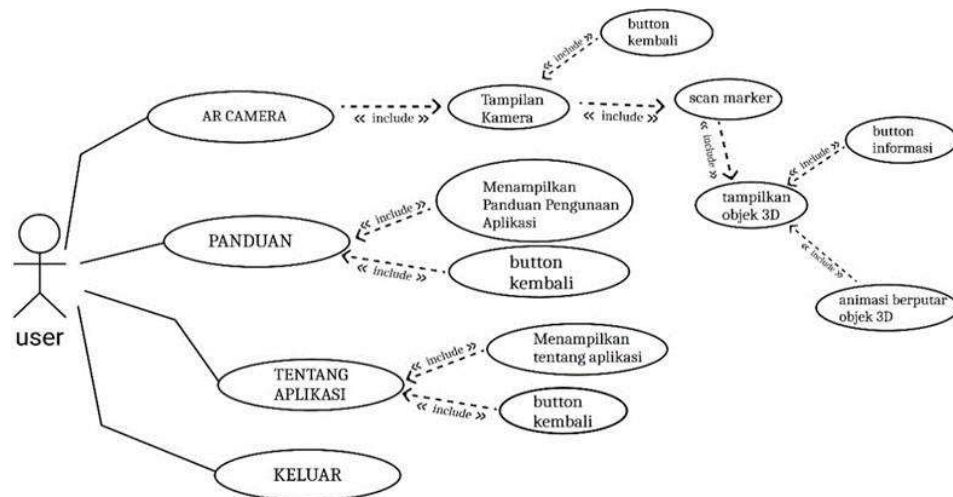 button
kembali
« include »
AR CAMERA
« include »
Tampilan
Kamera
« include »
scan marker
« include »
button
informasi
« include »
tampilkan
objek 3D
« include »
animasi berputar
objek 3D
Menampilkan
Panduan Pengunaan
Aplikasi
« include »
PANDUAN
« include »
button
kembali
user
Menampilkan
tentang aplikasi
« include »
TENTANG
APLIKASI
« include »
button
kembali
KELUAR